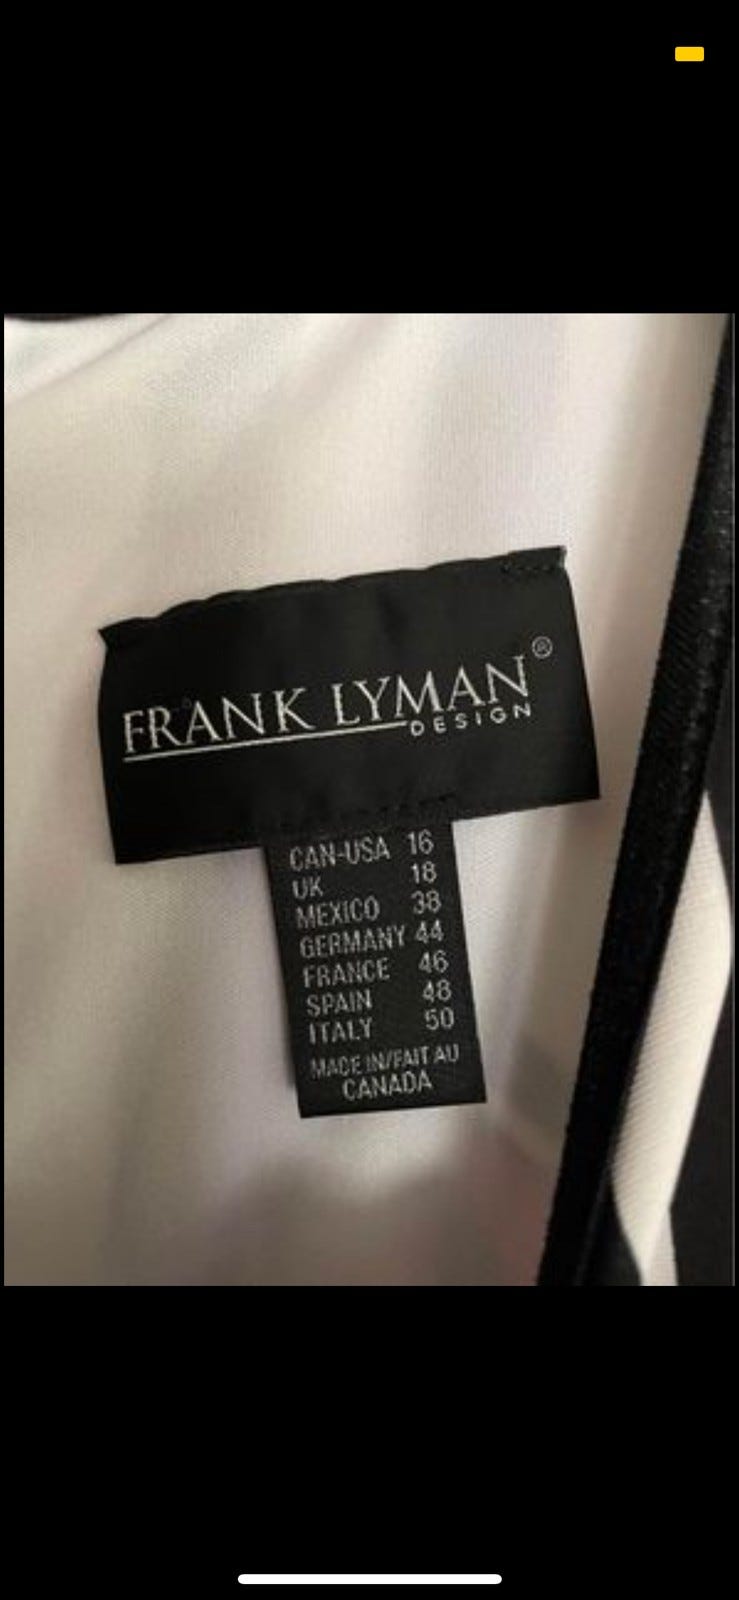 FRANK LYMAN®
DESIGN
CAN-USA 16
UK 18
MEXICO 38
GERMANY 44
FRANCE 46
SPAIN 48
ITALY 50
MADE IN/FAIT AU
CANADA